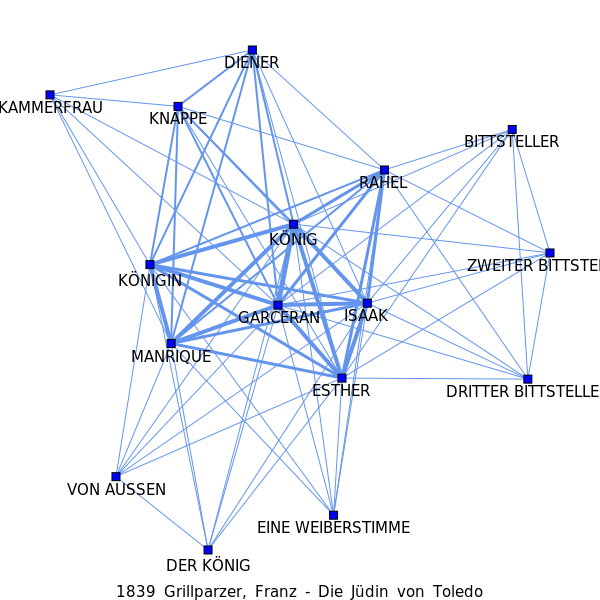 DIENER
KAMMERFRAU
KNAPPE
BITTSTELLER
RAHEL
KÖNIG
ZWEITER BITTSTE
KÖNIGIN
GARCERAN
ISAAK
MANRIQUE
ESTHER
DRITTER BITTSTELLE
VON AUSSEN
EINE WEIBERSTIMME
DER KÖNIG
1839 Grillparzer, Franz - Die Jüdin von Toledo